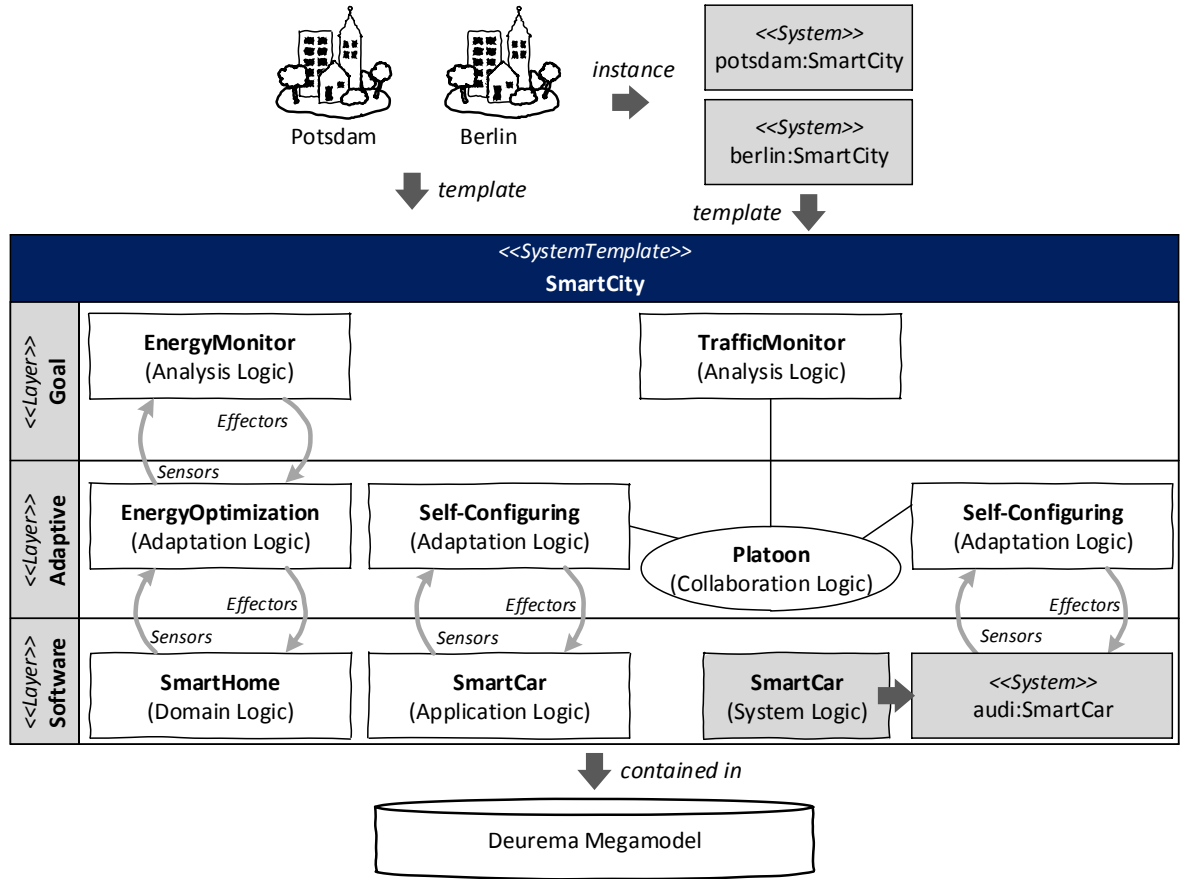 <<System>>
potsdam:SmartCity
instance
<<System>>
berlin:SmartCity
Potsdam
Berlin
template
template
<<SystemTemplate>>
SmartCity
<<Layer>>
Goal
EnergyMonitor
(Analysis Logic)
TrafficMonitor
(Analysis Logic)
Effectors
Sensors
<<Layer>>
Adaptive
EnergyOptimization
(Adaptation Logic)
Self-Configuring
(Adaptation Logic)
Platoon
(Collaboration Logic)
Self-Configuring
(Adaptation Logic)
Effectors
Sensors
Effectors
Sensors
Effectors
Sensors
<<Layer>>
Software
SmartHome
(Domain Logic)
SmartCar
(Application Logic)
SmartCar
(System Logic)
<<System>>
audi:SmartCar
contained in
Deurema Megamodel